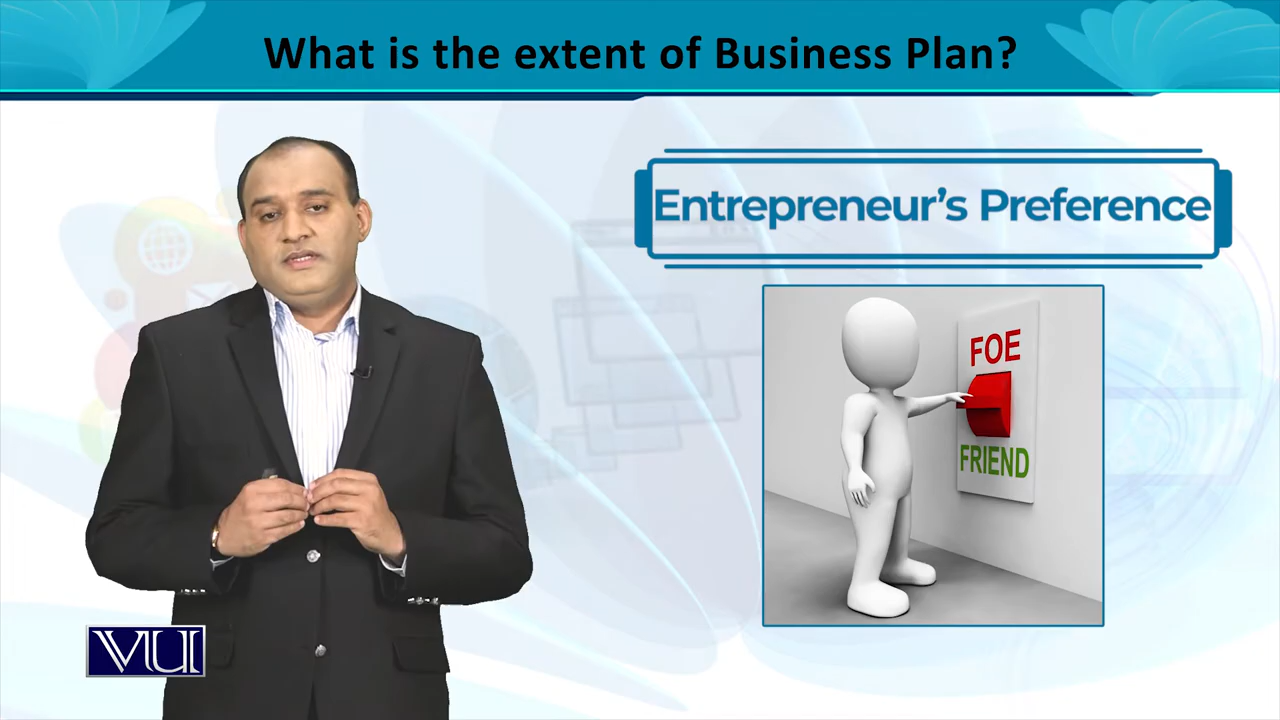 What is the extent of Business Plan?
Entrepreneur's Preference
FOE
FRIEND
VU